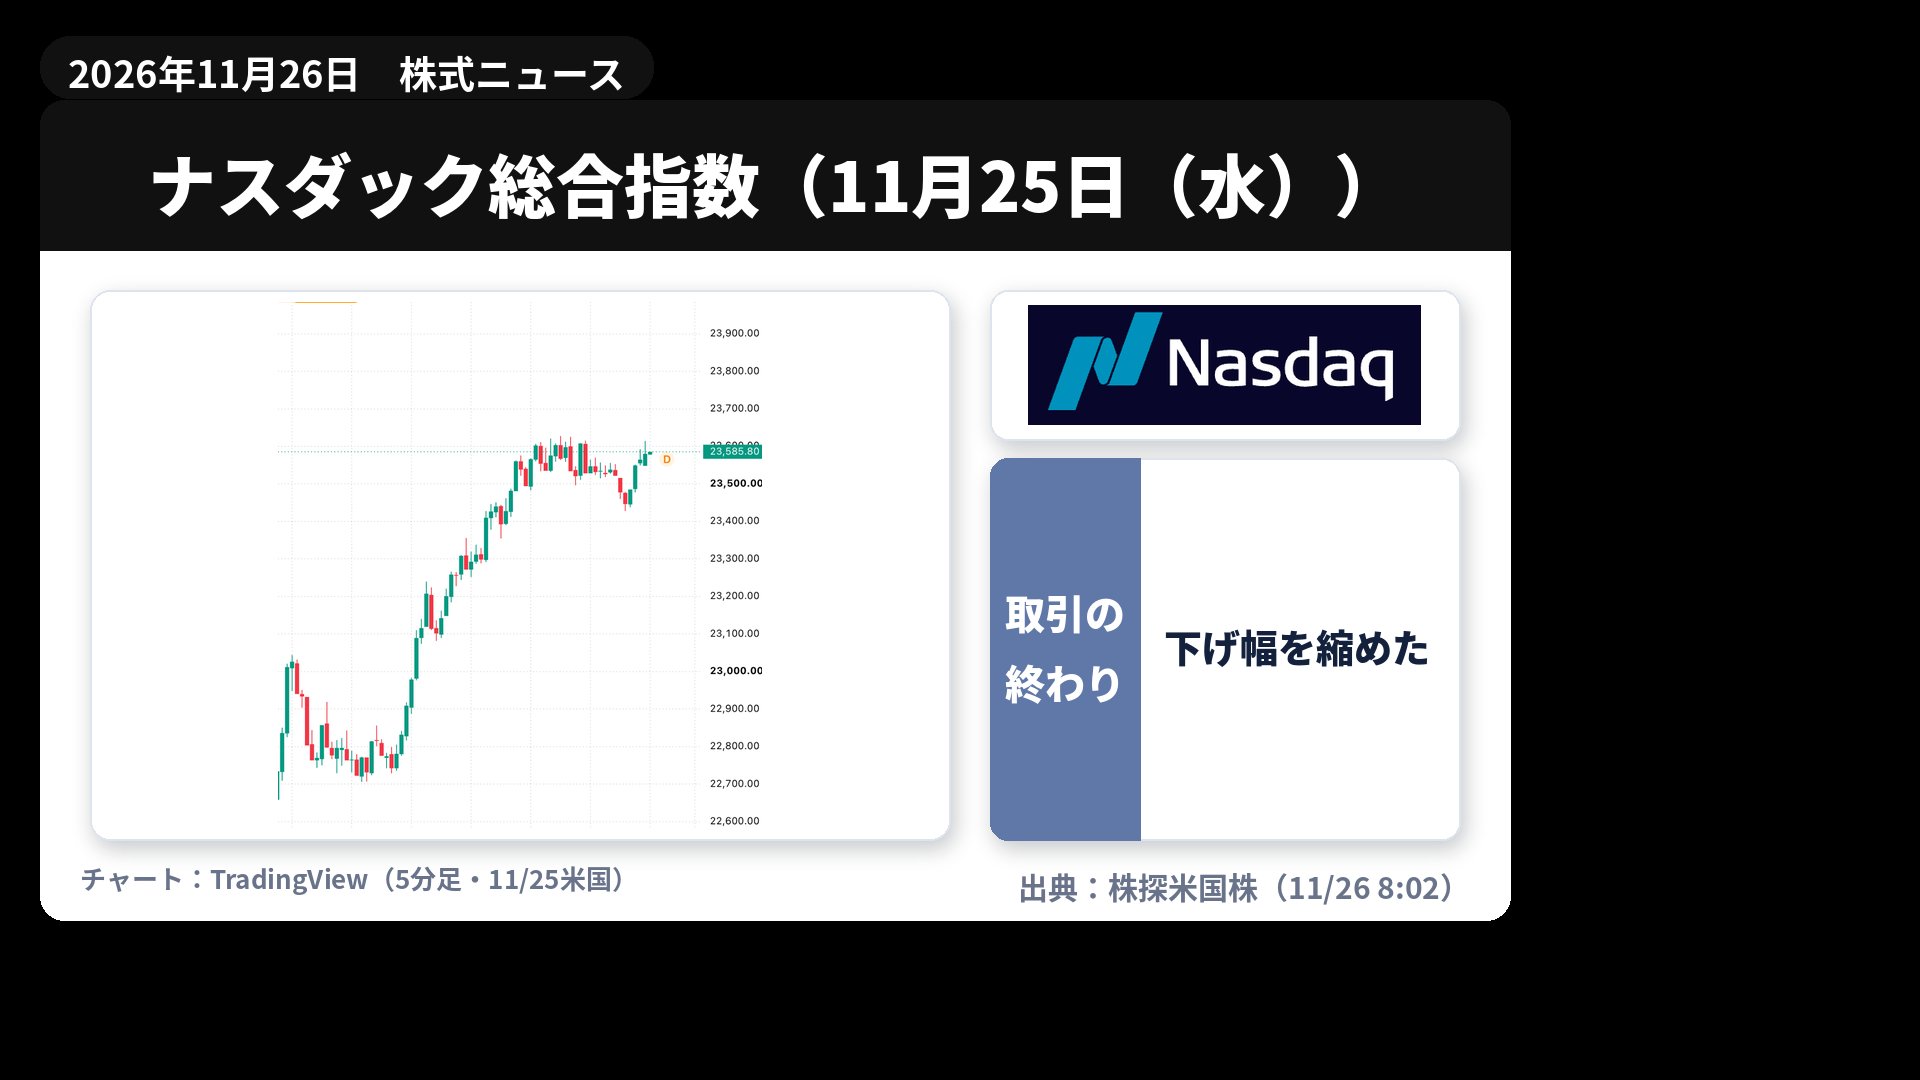 2026年11月26日　株式ニュース
ナスダック総合指数（11月25日（水））
23,900.00
23,800.00
23,700.00
23,600.00
23,585.80
D
23,500.00
23,400.00
23,300.00
23,200.00
23,100.00
23,000.00
22,900.00
22,800.00
22,700.00
22,600.00
Nasdaq
取引の
終わり
下げ幅を縮めた
チャート：TradingView（5分足・11/25米国）
出典：株探米国株（11/26 8:02）